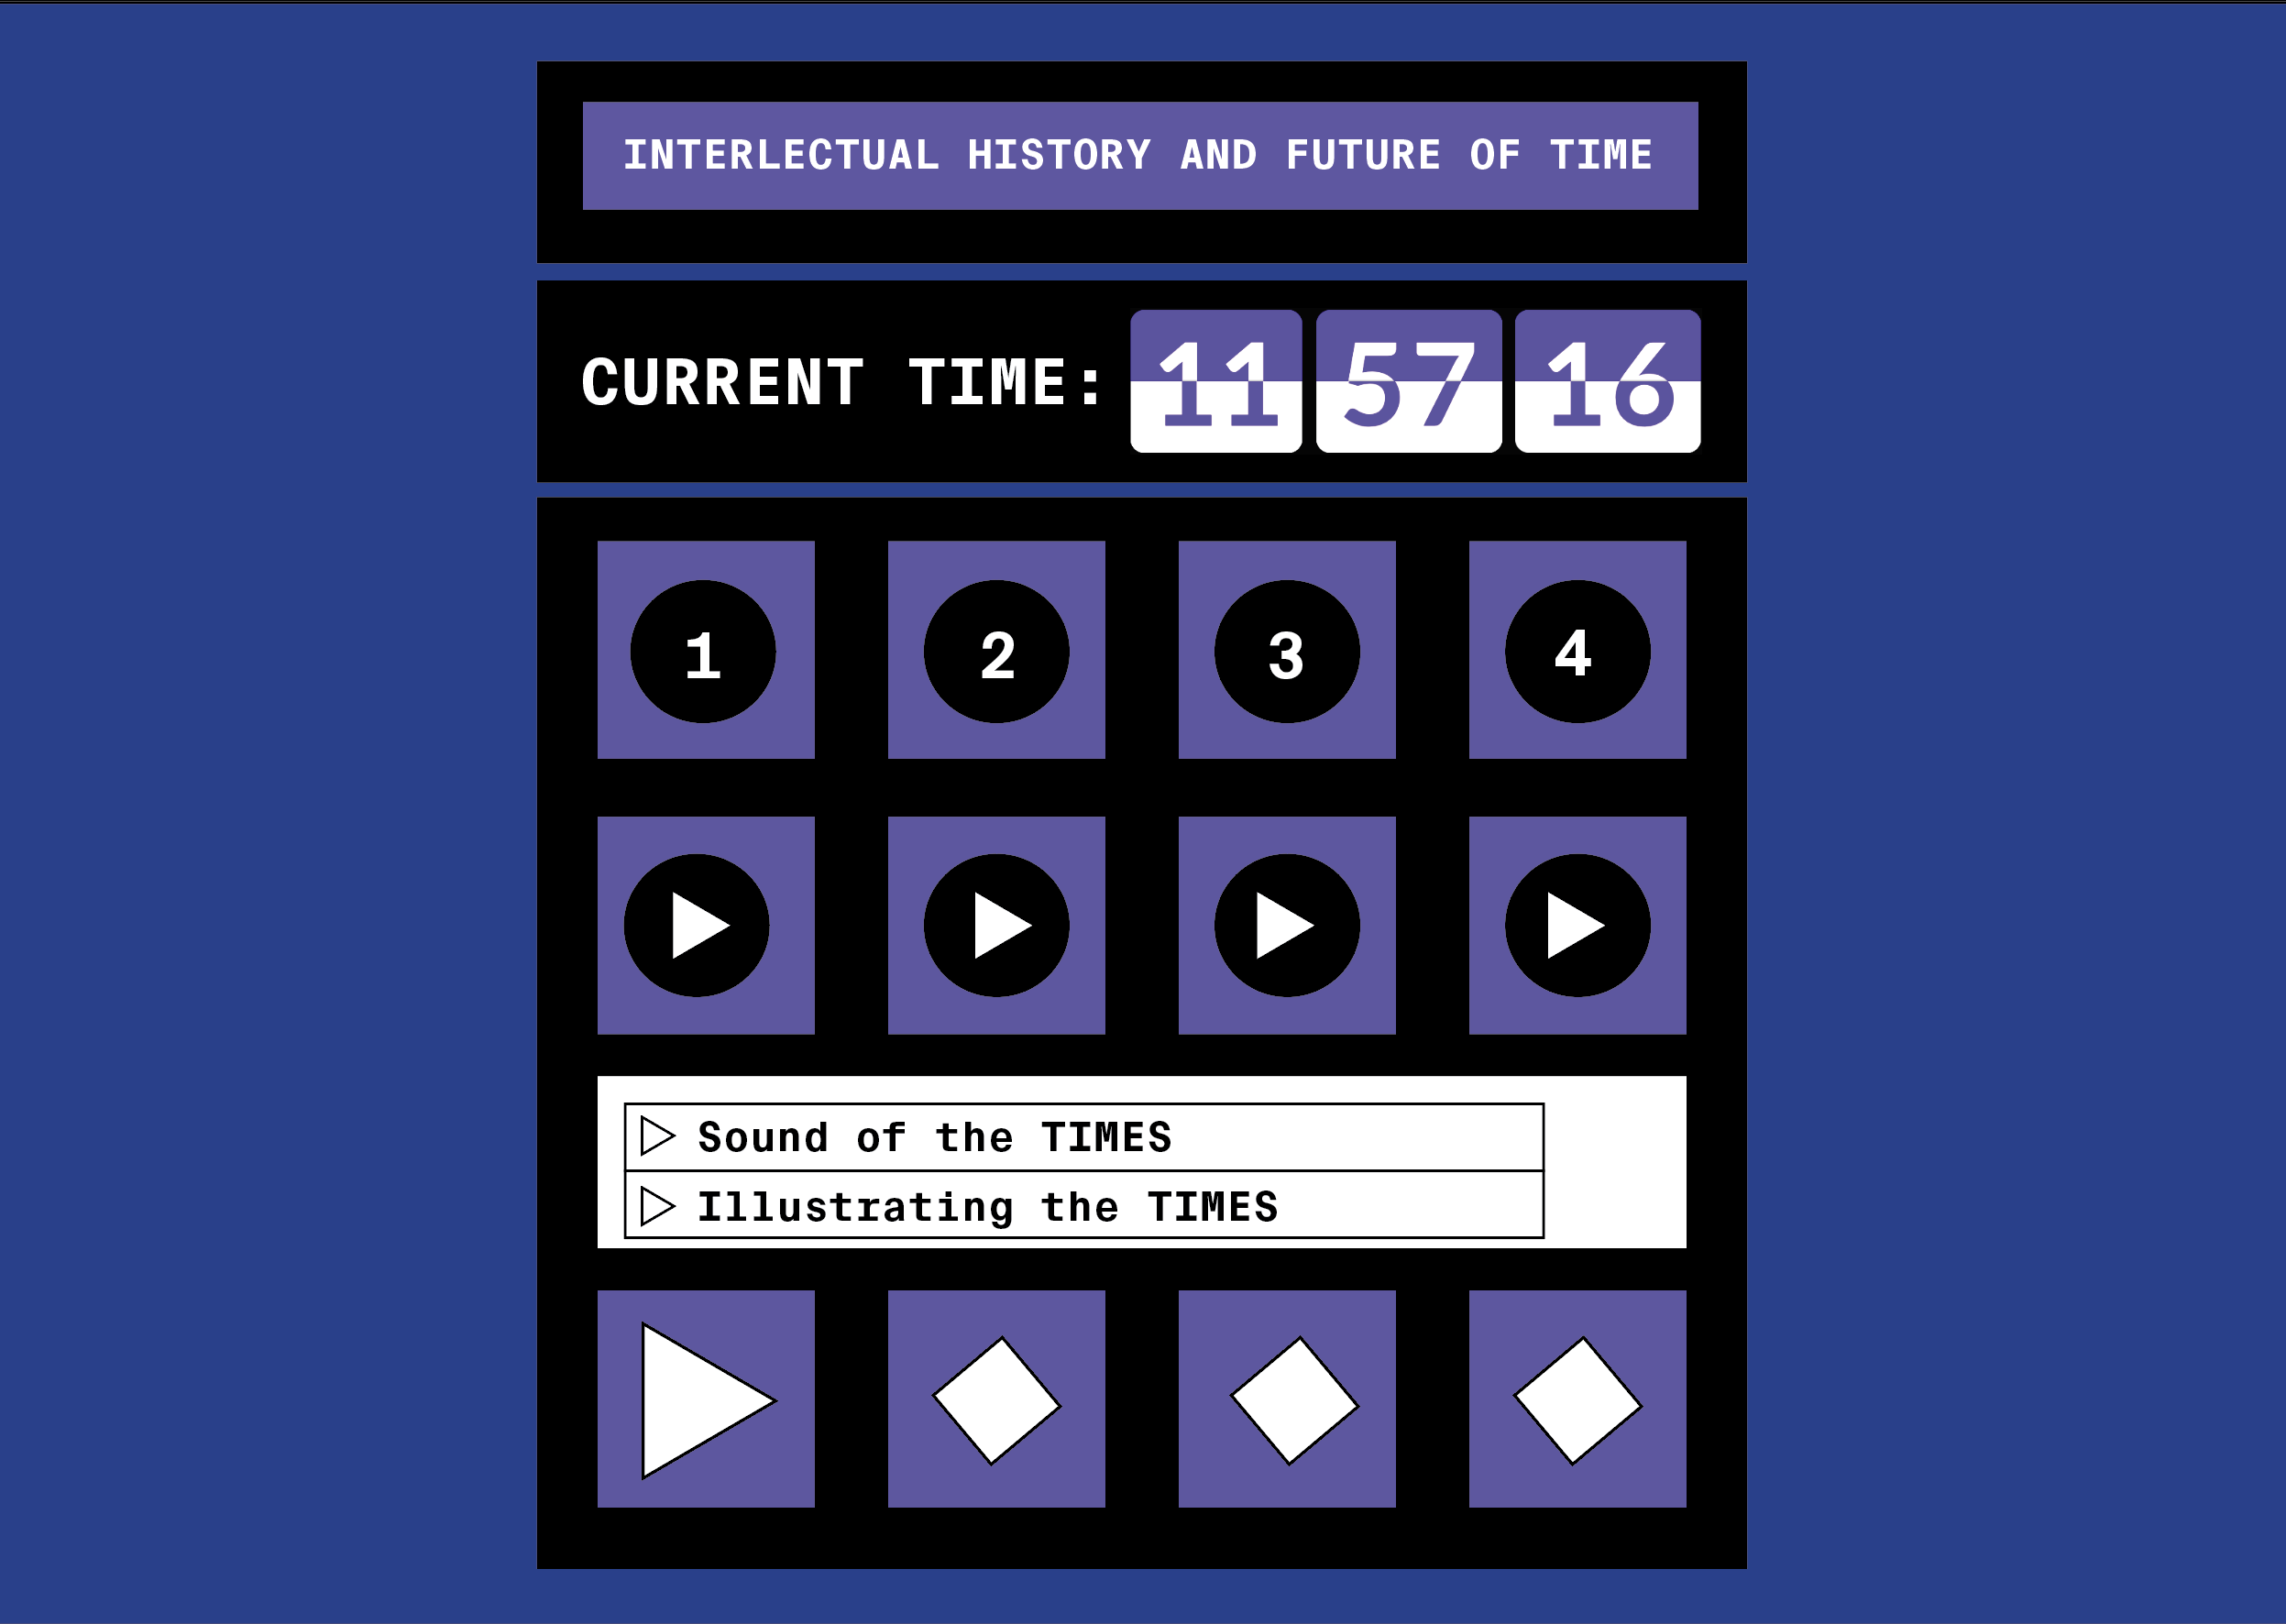 INTERLECTUAL HISTORY AND FUTURE OF TIME
CURRENT TIME: 11 57 16
1 2 3 4
Sound of the TIMES
Illustrating the TIMES